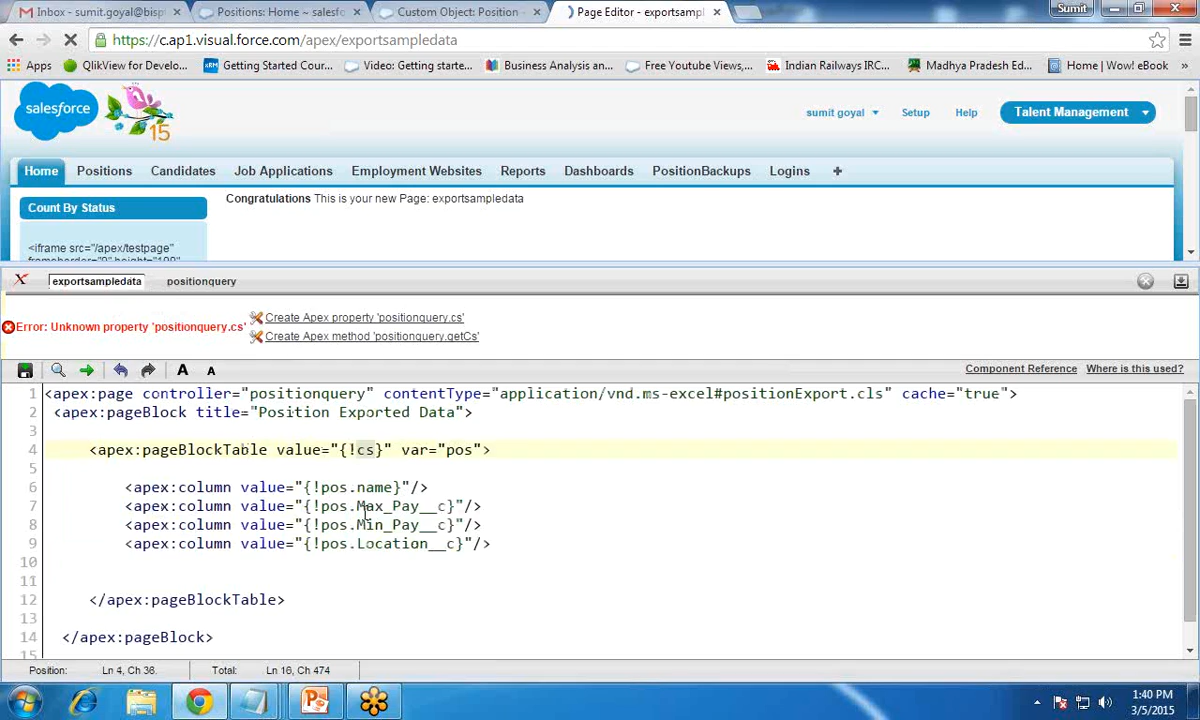 Inbox - sumit.goyal@bisp
Positions: Home ~ salesfo
Custom Object: Position ~
Page Editor - exportsampl
Sumit
https://c.ap1.visual.force.com/apex/exportsampledata
Apps
QlikView for Develo...
Getting Started Cour...
Video: Getting starte...
Business Analysis an...
Free Youtube Views,...
Indian Railways IRC...
Madhya Pradesh Ed...
Home | Wow! eBook
»
salesforce
15
sumit goyal
Setup
Help
Talent Management
Home
Positions
Candidates
Job Applications
Employment Websites
Reports
Dashboards
PositionBackups
Logins
+
Count By Status
Congratulations This is your new Page: exportsampledata
<iframe src="/apex/testpage"
exportsampledata
positionquery
Error: Unknown property 'positionquery.cs'
Create Apex property 'positionquery.cs'
Create Apex method 'positionquery.getCs'
A
A
Component Reference
Where is this used?
1 <apex:page controller="positionquery" contentType="application/vnd.ms-excel#positionExport.cls" cache="true">
2 <apex:pageBlock title="Position Exported Data">
3
4 <apex:pageBlockTable value="{!cs}" var="pos">
5
6 <apex:column value="{!pos.name}"/>
7 <apex:column value="{!pos.Max_Pay__c}"/>
8 <apex:column value="{!pos.Min_Pay__c}"/>
9 <apex:column value="{!pos.Location__c}"/>
10
11
12 </apex:pageBlockTable>
13
14 </apex:pageBlock>
15
Position:
Ln 4, Ch 36.
Total:
Ln 16, Ch 474
1:40 PM
3/5/2015